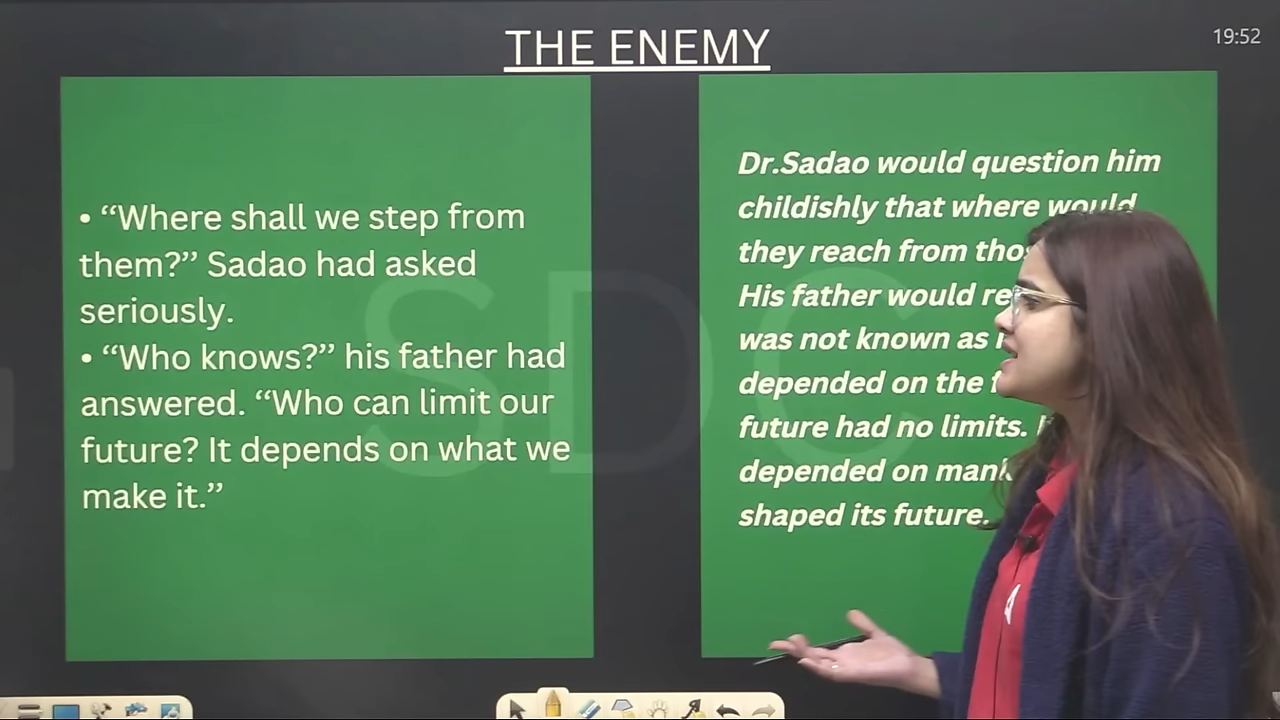 THE ENEMY
19:52
• “Where shall we step from
them?” Sadao had asked
seriously.
• “Who knows?” his father had
answered. “Who can limit our
future? It depends on what we
make it.”
Dr.Sadao would question him
childishly that where would
they reach from
His father would
was not known as
depended on the
future had no limits.
depended on
shaped its future.
SDC